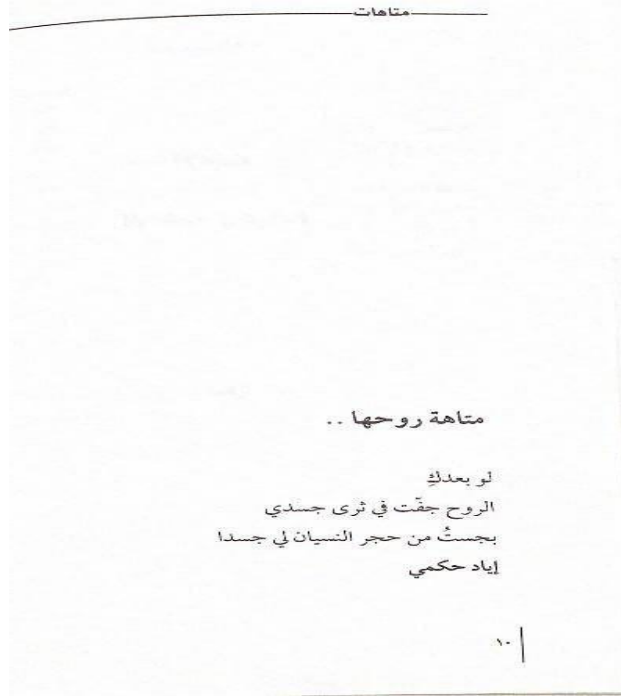 متاهات
متاهة روحها ..
لو بعدكِ
الروح جفّت في ثرى جسدي
بجستُ من حجر النسيان لي جسدا
إياد حكمي
١٠